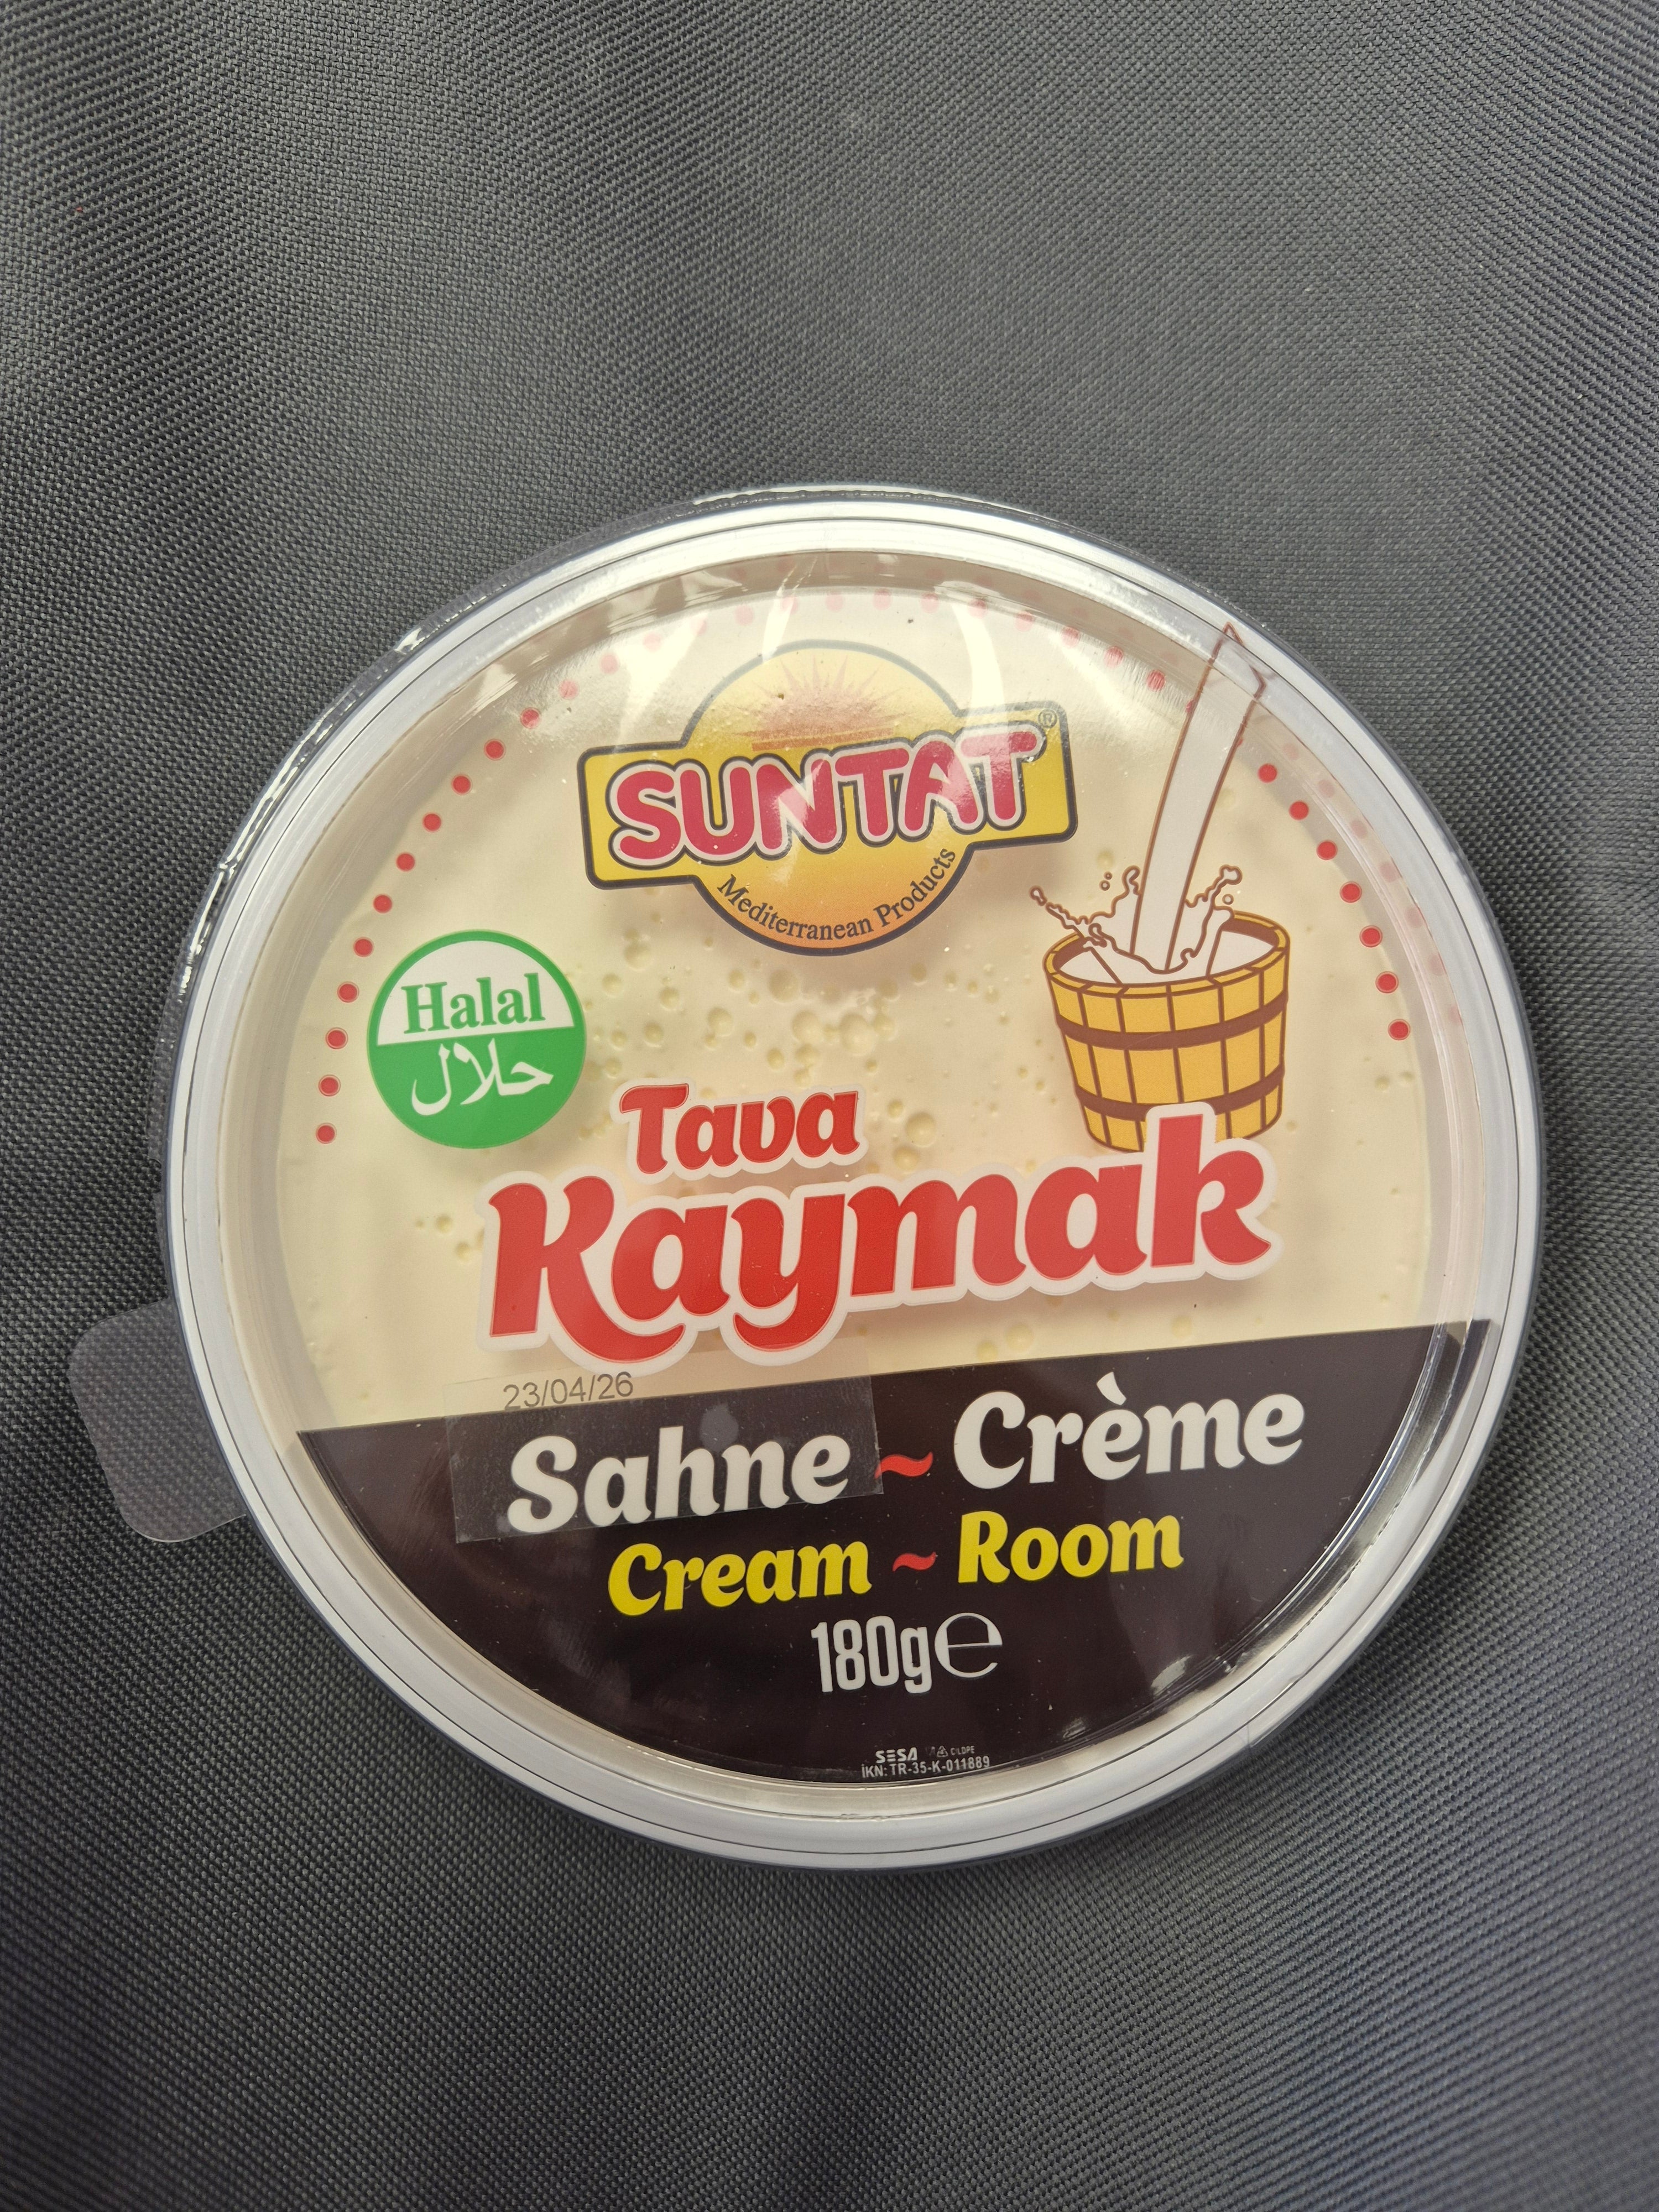 SUNTAT®
Mediterranean Products
Halal
حلال
Tava
Kaymak
23/04/26
Sahne ~ Crème
Cream ~ Room
180g℮
SESA C/LDPE
İKN: TR-35-K-011889